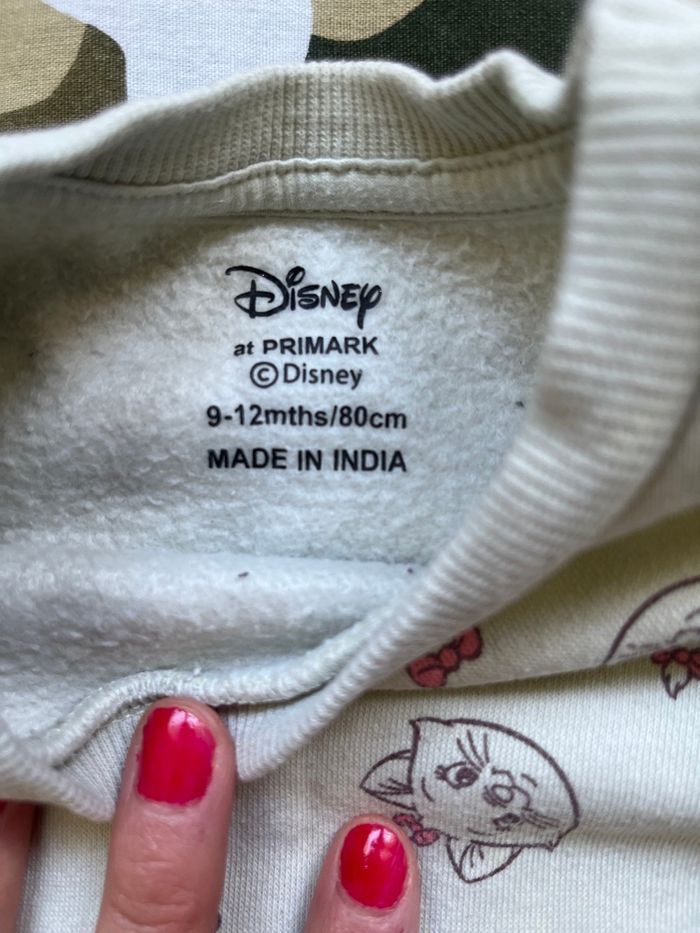 Disney
at PRIMARK
©Disney
9-12mths/80cm
MADE IN INDIA